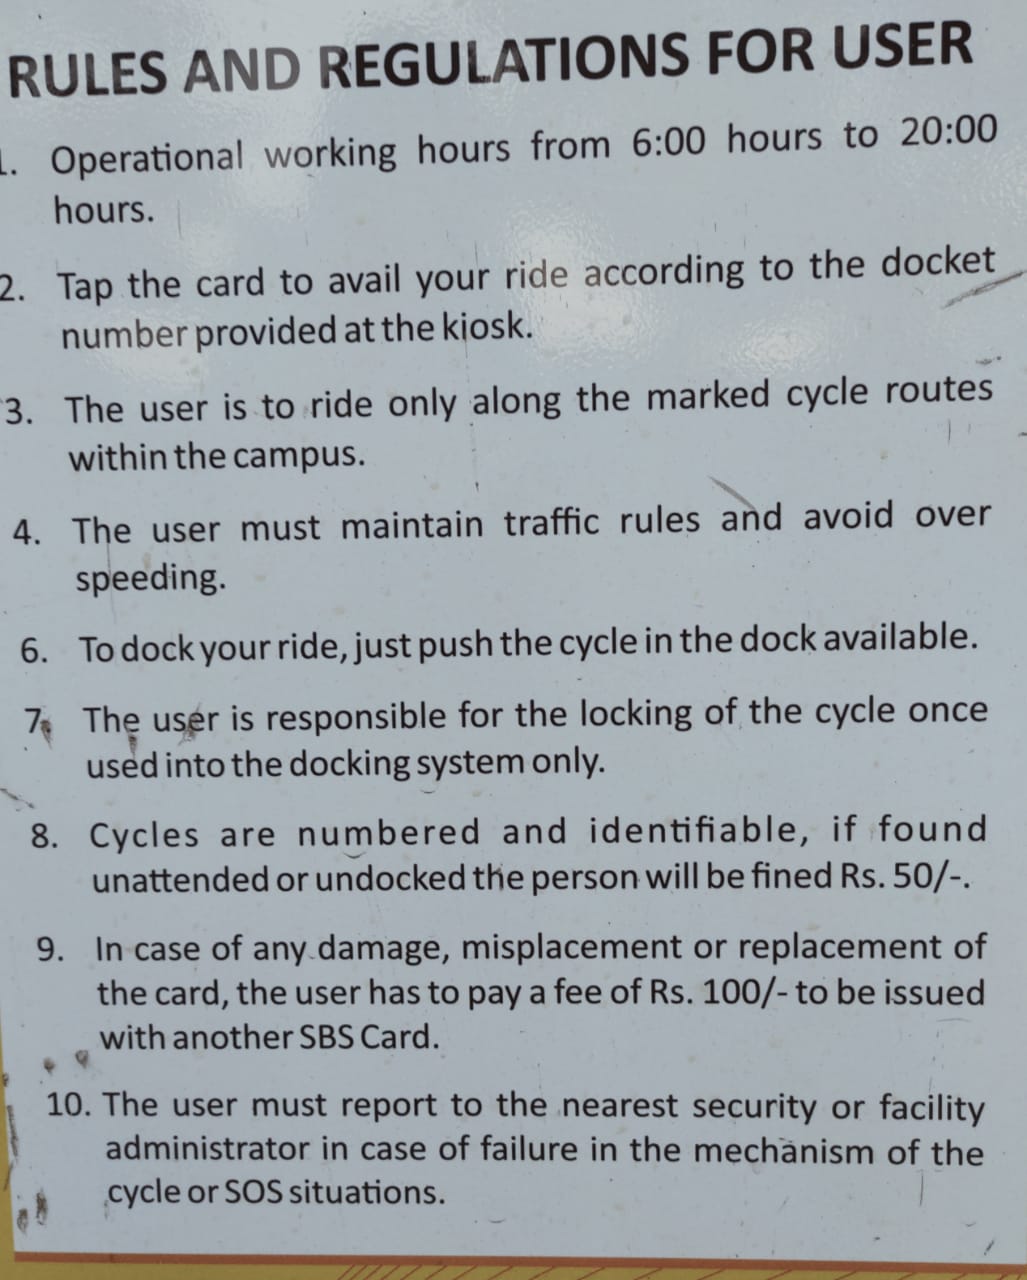 RULES AND REGULATIONS FOR USER
1. Operational working hours from 6:00 hours to 20:00
hours.
2. Tap the card to avail your ride according to the docket
number provided at the kiosk.
3. The user is to ride only along the marked cycle routes
within the campus.
4. The user must maintain traffic rules and avoid over
speeding.
6. To dock your ride, just push the cycle in the dock available.
7. The user is responsible for the locking of the cycle once
used into the docking system only.
8. Cycles are numbered and identifiable, if found
unattended or undocked the person will be fined Rs. 50/-.
9. In case of any damage, misplacement or replacement of
the card, the user has to pay a fee of Rs. 100/- to be issued
with another SBS Card.
10. The user must report to the nearest security or facility
administrator in case of failure in the mechanism of the
cycle or SOS situations.